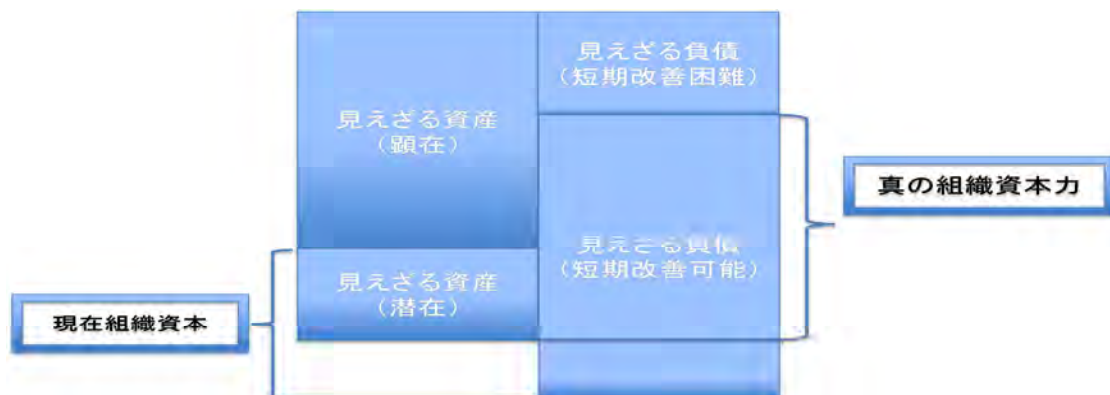 見えざる負債
（短期改善困難）
見えざる資産
（顕在）
真の組織資本力
見えざる負債
（短期改善可能）
見えざる資産
（潜在）
現在組織資本